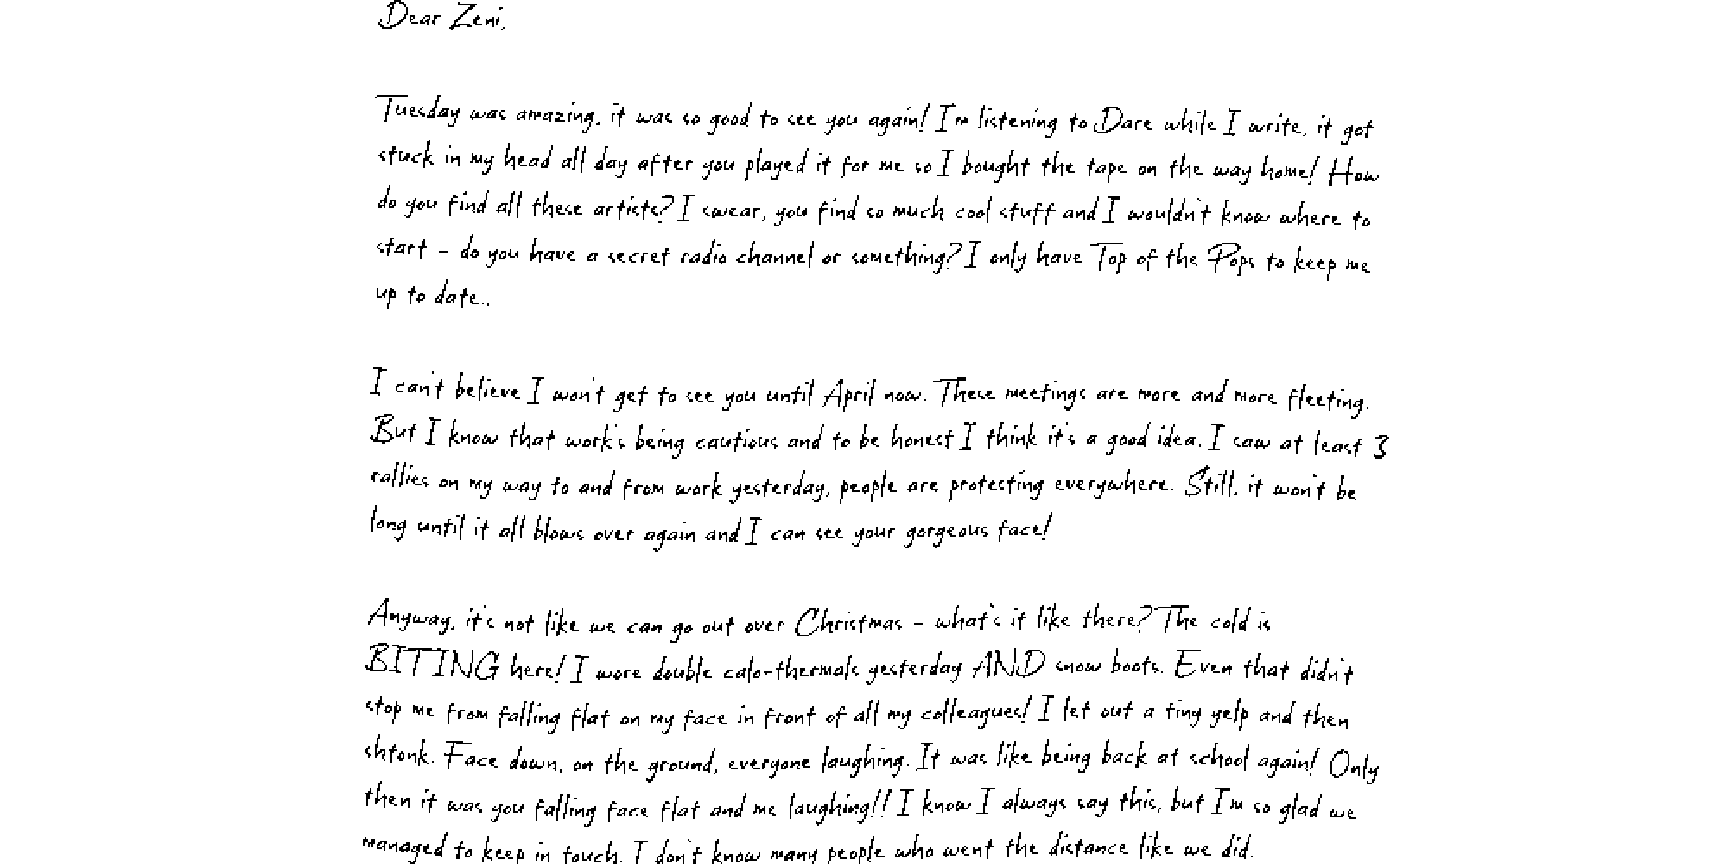 Dear Zeni,
Tuesday was amazing, it was so good to see you again! I'm listening to Dare while I write, it got
stuck in my head all day after you played it for me so I bought the tape on the way home! How
do you find all these artists? I swear, you find so much cool stuff and I wouldn't know where to
start - do you have a secret radio channel or something? I only have Top of the Pops to keep me
up to date..
I can't believe I won't get to see you until April now. These meetings are more and more fleeting.
But I know that work's being cautious and to be honest I think it's a good idea. I saw at least 3
rallies on my way to and from work yesterday, people are protesting everywhere. Still, it won't be
long until it all blows over again and I can see your gorgeous face!
Anyway, it's not like we can go out over Christmas - what's it like there? The cold is
BITING here! I wore double calo-thermals yesterday AND snow boots. Even that didn't
stop me from falling flat on my face in front of all my colleagues! I let out a tiny yelp and then
shtonk. Face down, on the ground, everyone laughing. It was like being back at school again! Only
then it was you falling face flat and me laughing!! I know I always say this, but I'm so glad we
managed to keep in touch. I don't know many people who went the distance like we did.